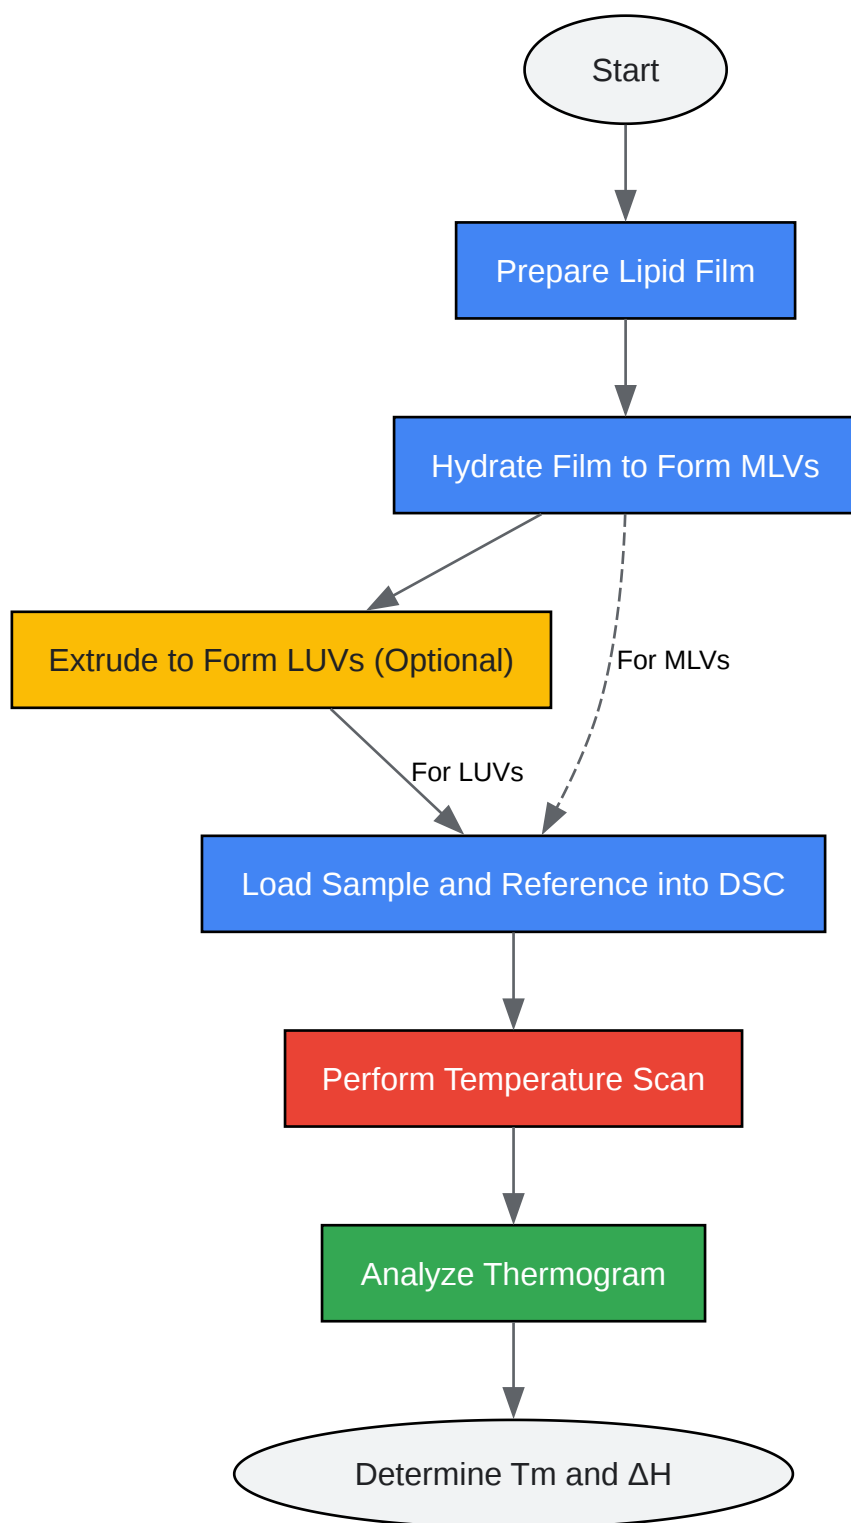 Start
Prepare Lipid Film
Hydrate Film to Form MLVs
Extrude to Form LUVs (Optional)
For MLVs
For LUVs
Load Sample and Reference into DSC
Perform Temperature Scan
Analyze Thermogram
Determine Tm and ΔH